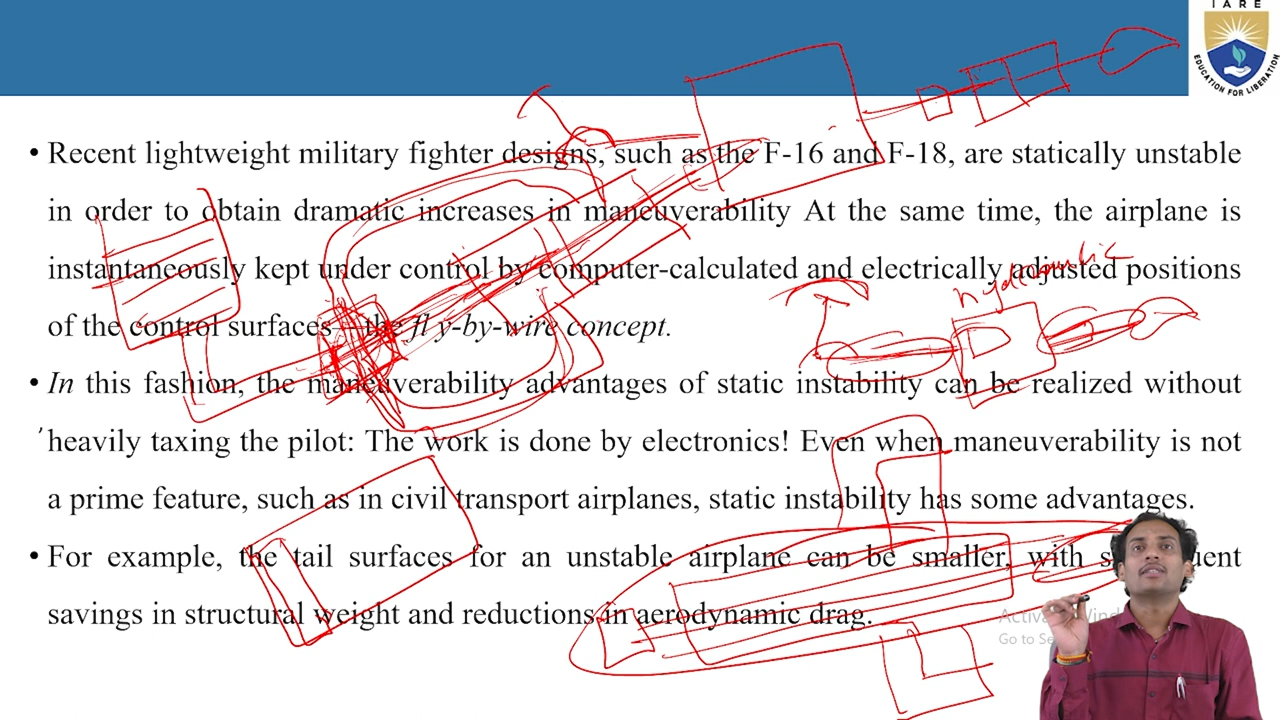 IARE
EDUCATION FOR LIBERATION
• Recent lightweight military fighter designs, such as the F-16 and F-18, are statically unstable
in order to obtain dramatic increases in maneuverability At the same time, the airplane is
instantaneously kept under control by computer-calculated and electrically adjusted positions
of the control surfaces – the fl y-by-wire concept.
hydraulic
• In this fashion, the maneuverability advantages of static instability can be realized without
heavily taxing the pilot: The work is done by electronics! Even when maneuverability is not
a prime feature, such as in civil transport airplanes, static instability has some advantages.
• For example, the tail surfaces for an unstable airplane can be smaller, with
savings in structural weight and reductions in aerodynamic drag.
Go to